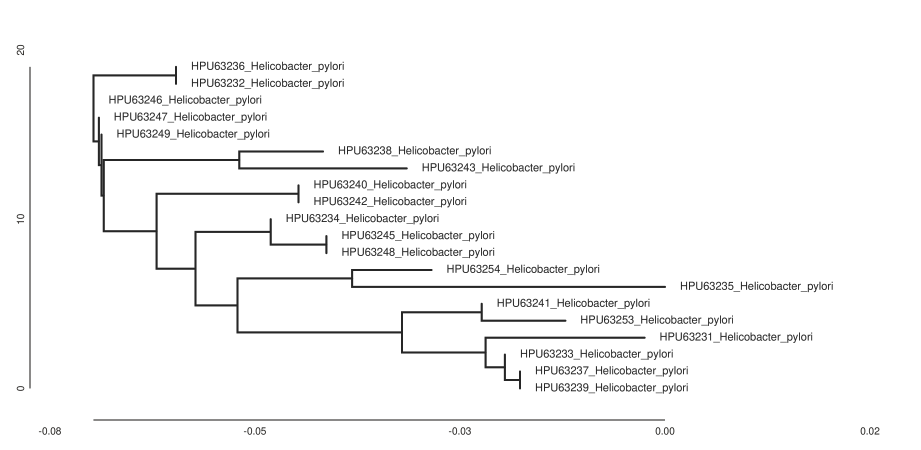 20
HPU63236_Helicobacter_pylori
HPU63232_Helicobacter_pylori
HPU63246_Helicobacter_pylori
HPU63247_Helicobacter_pylori
HPU63249_Helicobacter_pylori
HPU63238_Helicobacter_pylori
HPU63243_Helicobacter_pylori
HPU63240_Helicobacter_pylori
HPU63242_Helicobacter_pylori
10
HPU63234_Helicobacter_pylori
HPU63245_Helicobacter_pylori
HPU63248_Helicobacter_pylori
HPU63254_Helicobacter_pylori
HPU63235_Helicobacter_pylori
HPU63241_Helicobacter_pylori
HPU63253_Helicobacter_pylori
HPU63231_Helicobacter_pylori
HPU63233_Helicobacter_pylori
HPU63237_Helicobacter_pylori
HPU63239_Helicobacter_pylori
0
-0.08 -0.05 -0.03 0.00 0.02